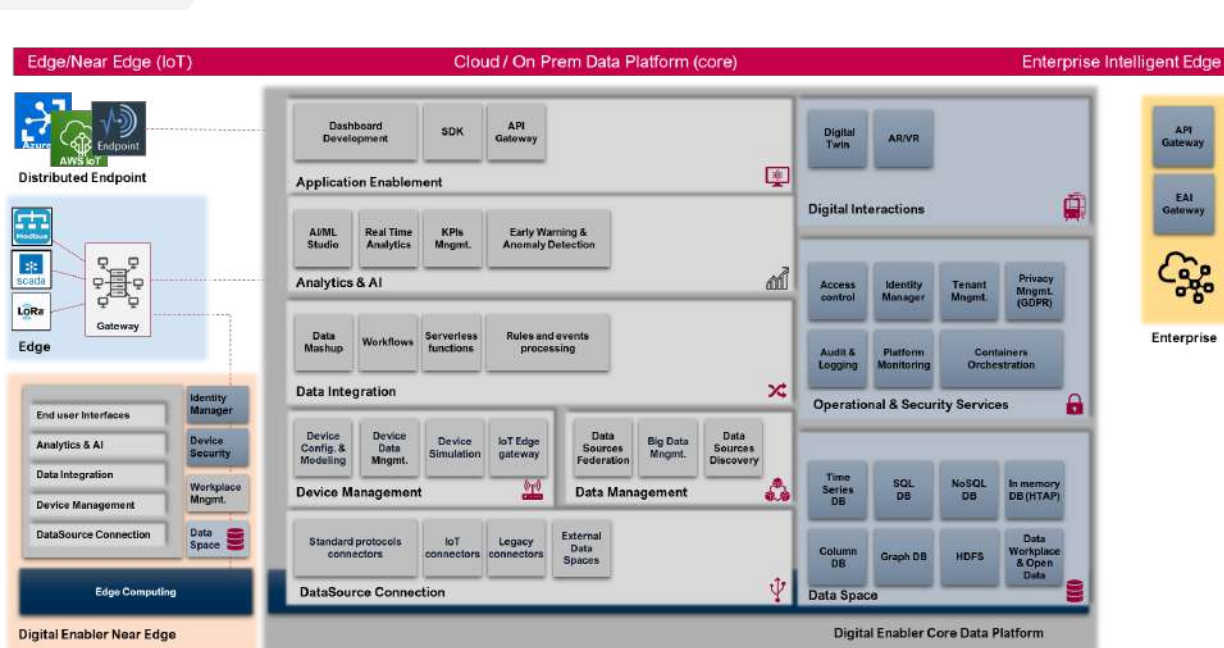 Edge/Near Edge (IoT)
Cloud / On Prem Data Platform (core)
Enterprise Intelligent Edge
Azure
AWS IoT
Endpoint
Distributed Endpoint
Modbus
scada
LoRa
Gateway
Edge
End user Interfaces
Analytics & AI
Data Integration
Device Management
DataSource Connection
Identity
Manager
Device
Security
Workplace
Mngmt.
Data
Space
Edge Computing
Digital Enabler Near Edge
Dashboard
Development
SDK
API
Gateway
Application Enablement
AI/ML
Studio
Real Time
Analytics
KPIs
Mngmt.
Early Warning &
Anomaly Detection
Analytics & AI
Data
Mashup
Workflows
Serverless
functions
Rules and events
processing
Data Integration
Device
Config. &
Modeling
Device
Data
Mngmt.
Device
Simulation
IoT Edge
gateway
Device Management
Data
Sources
Federation
Big Data
Mngmt.
Data
Sources
Discovery
Data Management
Standard protocols
connectors
IoT
connectors
Legacy
connectors
External
Data
Spaces
DataSource Connection
Digital
Twin
AR/VR
Digital Interactions
Access
control
Identity
Manager
Tenant
Mngmt.
Privacy
Mngmt.
(GDPR)
Audit &
Logging
Platform
Monitoring
Containers
Orchestration
Operational & Security Services
Time
Series
DB
SQL
DB
NoSQL
DB
In memory
DB (HTAP)
Column
DB
Graph DB
HDFS
Data
Workplace
& Open
Data
Data Space
Digital Enabler Core Data Platform
API
Gateway
EAI
Gateway
Enterprise